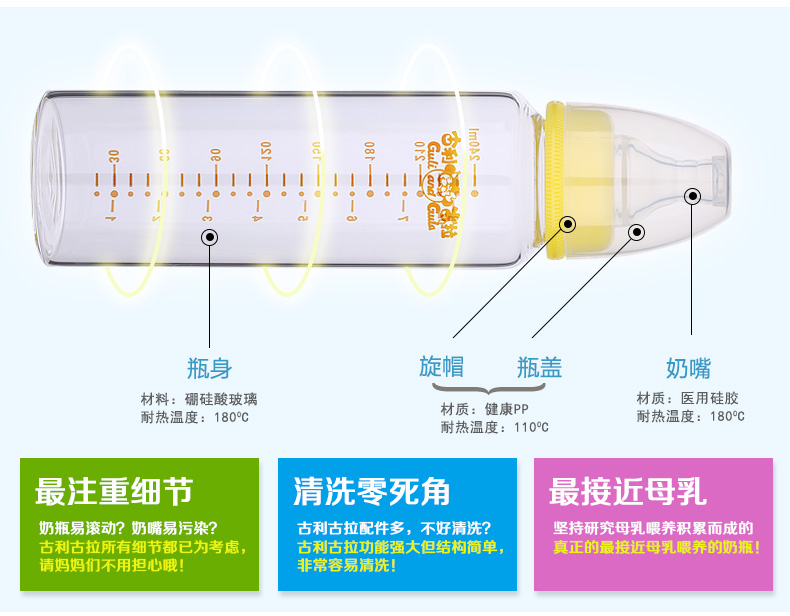 240ml
30 60 90 120 150 180 210
古利古拉
Guli and Gula
1 2 3 4 5 6 7
瓶身
材料：硼硅酸玻璃
耐热温度：180⁰C
旋帽 瓶盖
材质：健康PP
耐热温度：110⁰C
奶嘴
材质：医用硅胶
耐热温度：180⁰C
最注重细节
奶瓶易滚动？奶嘴易污染？
古利古拉所有细节都已为考虑，
请妈妈们不用担心哦！
清洗零死角
古利古拉配件多，不好清洗？
古利古拉功能强大但结构简单，
非常容易清洗！
最接近母乳
坚持研究母乳喂养积累而成的
真正的最接近母乳喂养的奶瓶！